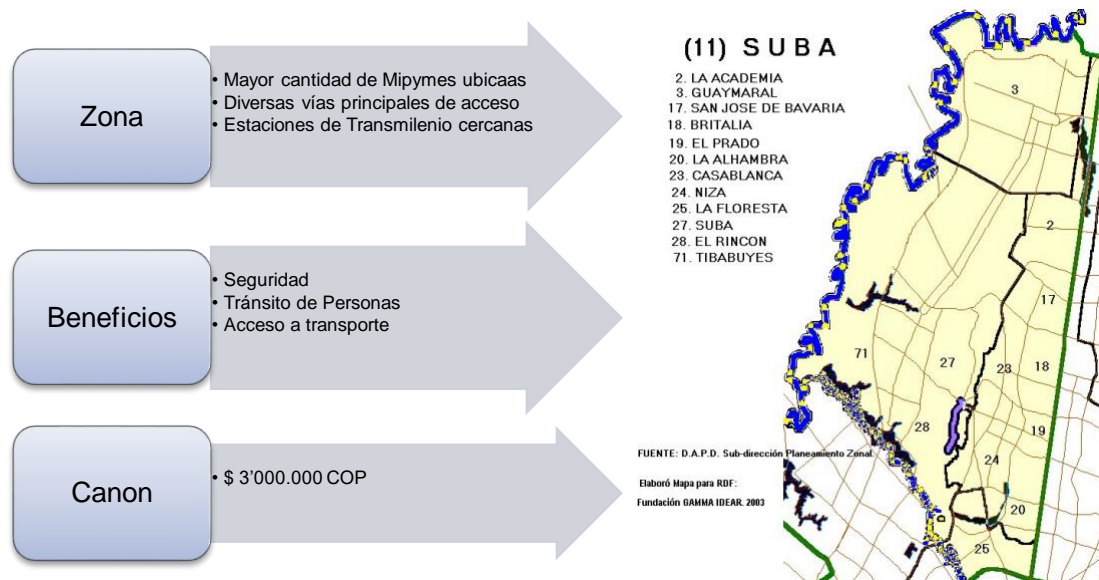 Zona
• Mayor cantidad de Mipymes ubicaas
• Diversas vías principales de acceso
• Estaciones de Transmilenio cercanas
Beneficios
• Seguridad
• Tránsito de Personas
• Acceso a transporte
Canon
• $ 3’000.000 COP
(11) S U B A
2. LA ACADEMIA
3. GUAYMARAL
17. SAN JOSE DE BAVARIA
18. BRITALIA
19. EL PRADO
20. LA ALHAMBRA
23. CASABLANCA
24. NIZA
25. LA FLORESTA
27. SUBA
28. EL RINCON
71. TIBABUYES
3
2
17
71
27
23
18
28
19
24
20
25
FUENTE: D.A.P.D. Sub-dirección Planeamiento Zonal.
Elaboró Mapa para RDF:
Fundación GAMMA IDEAR. 2003